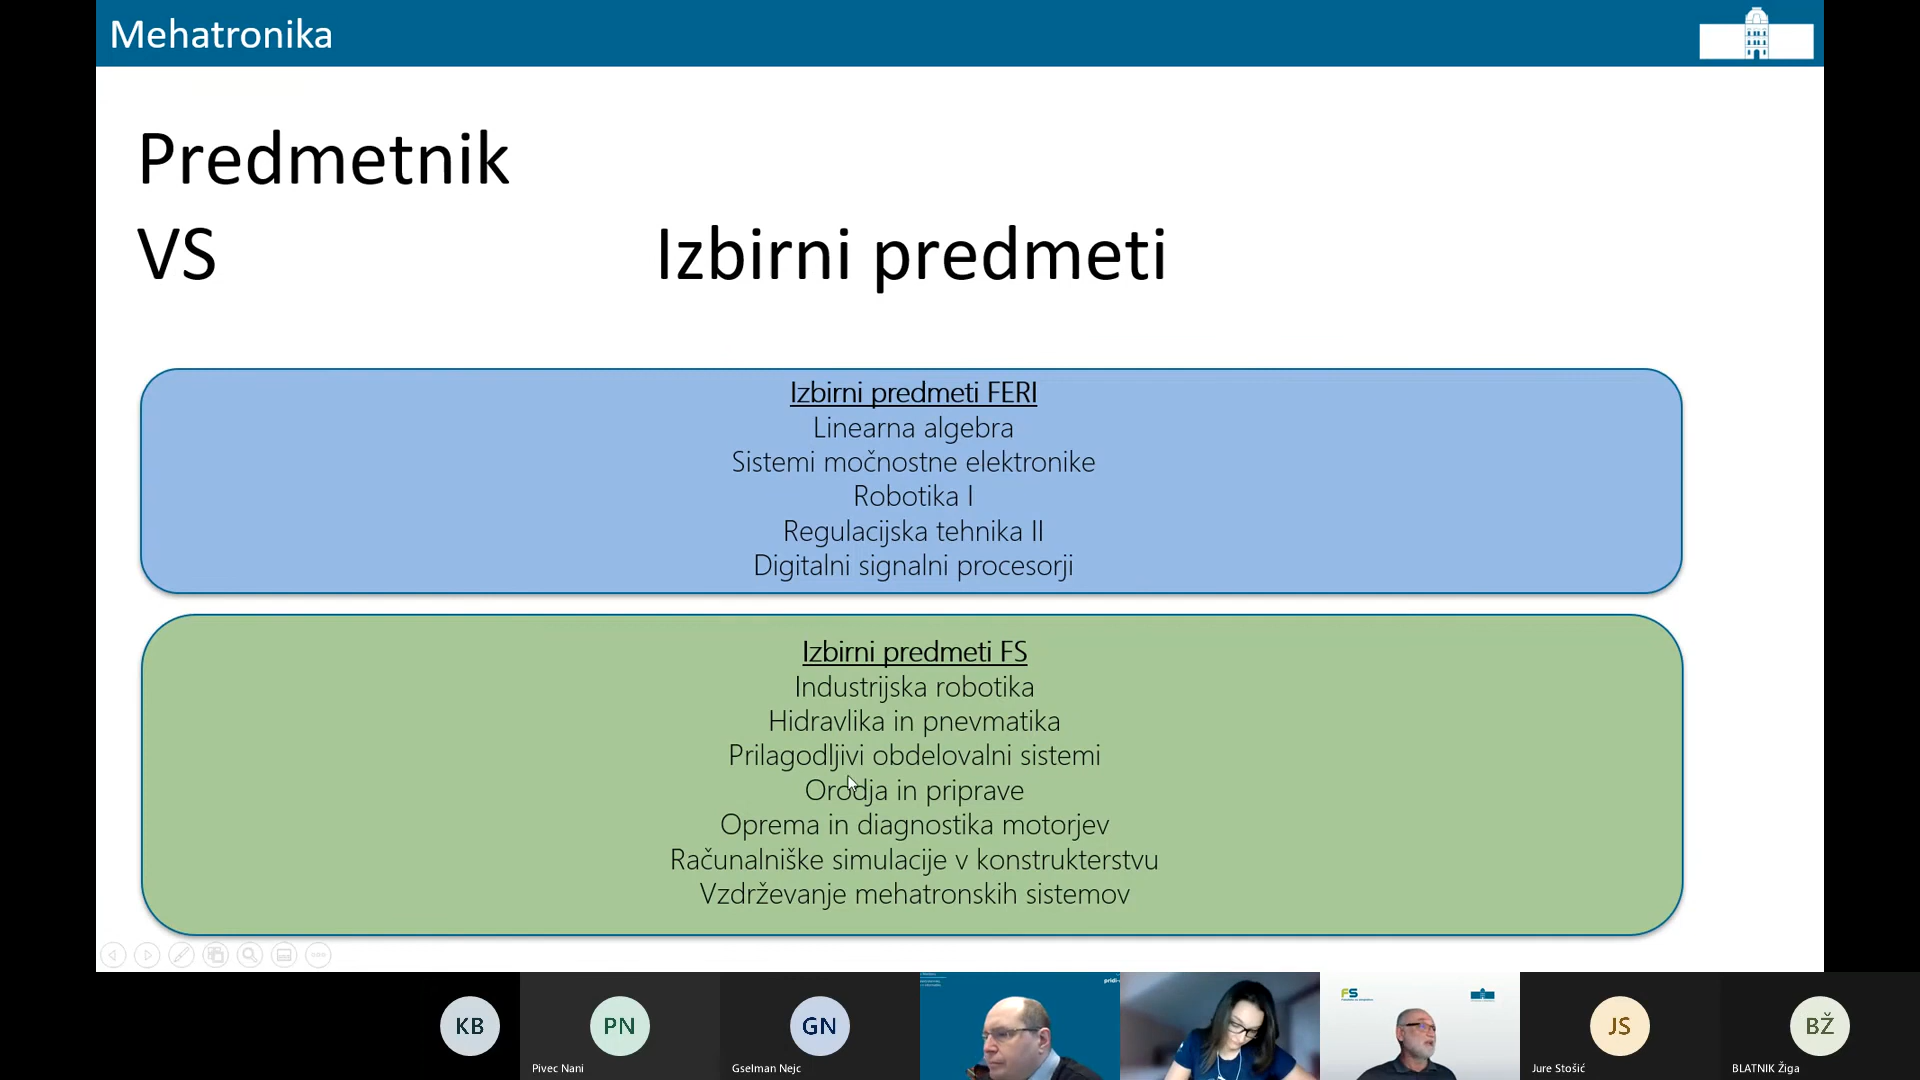 Mehatronika
Predmetnik
VS Izbirni predmeti
Izbirni predmeti FERI
Linearna algebra
Sistemi močnostne elektronike
Robotika I
Regulacijska tehnika II
Digitalni signalni procesorji
Izbirni predmeti FS
Industrijska robotika
Hidravlika in pnevmatika
Prilagodljivi obdelovalni sistemi
Orodja in priprave
Oprema in diagnostika motorjev
Računalniške simulacije v konstrukterstvu
Vzdrževanje mehatronskih sistemov
KB
PN
Pivec Nani
GN
Gselman Nejc
pridi
FS
JS
Jure Stošić
BŽ
BLATNIK Žiga